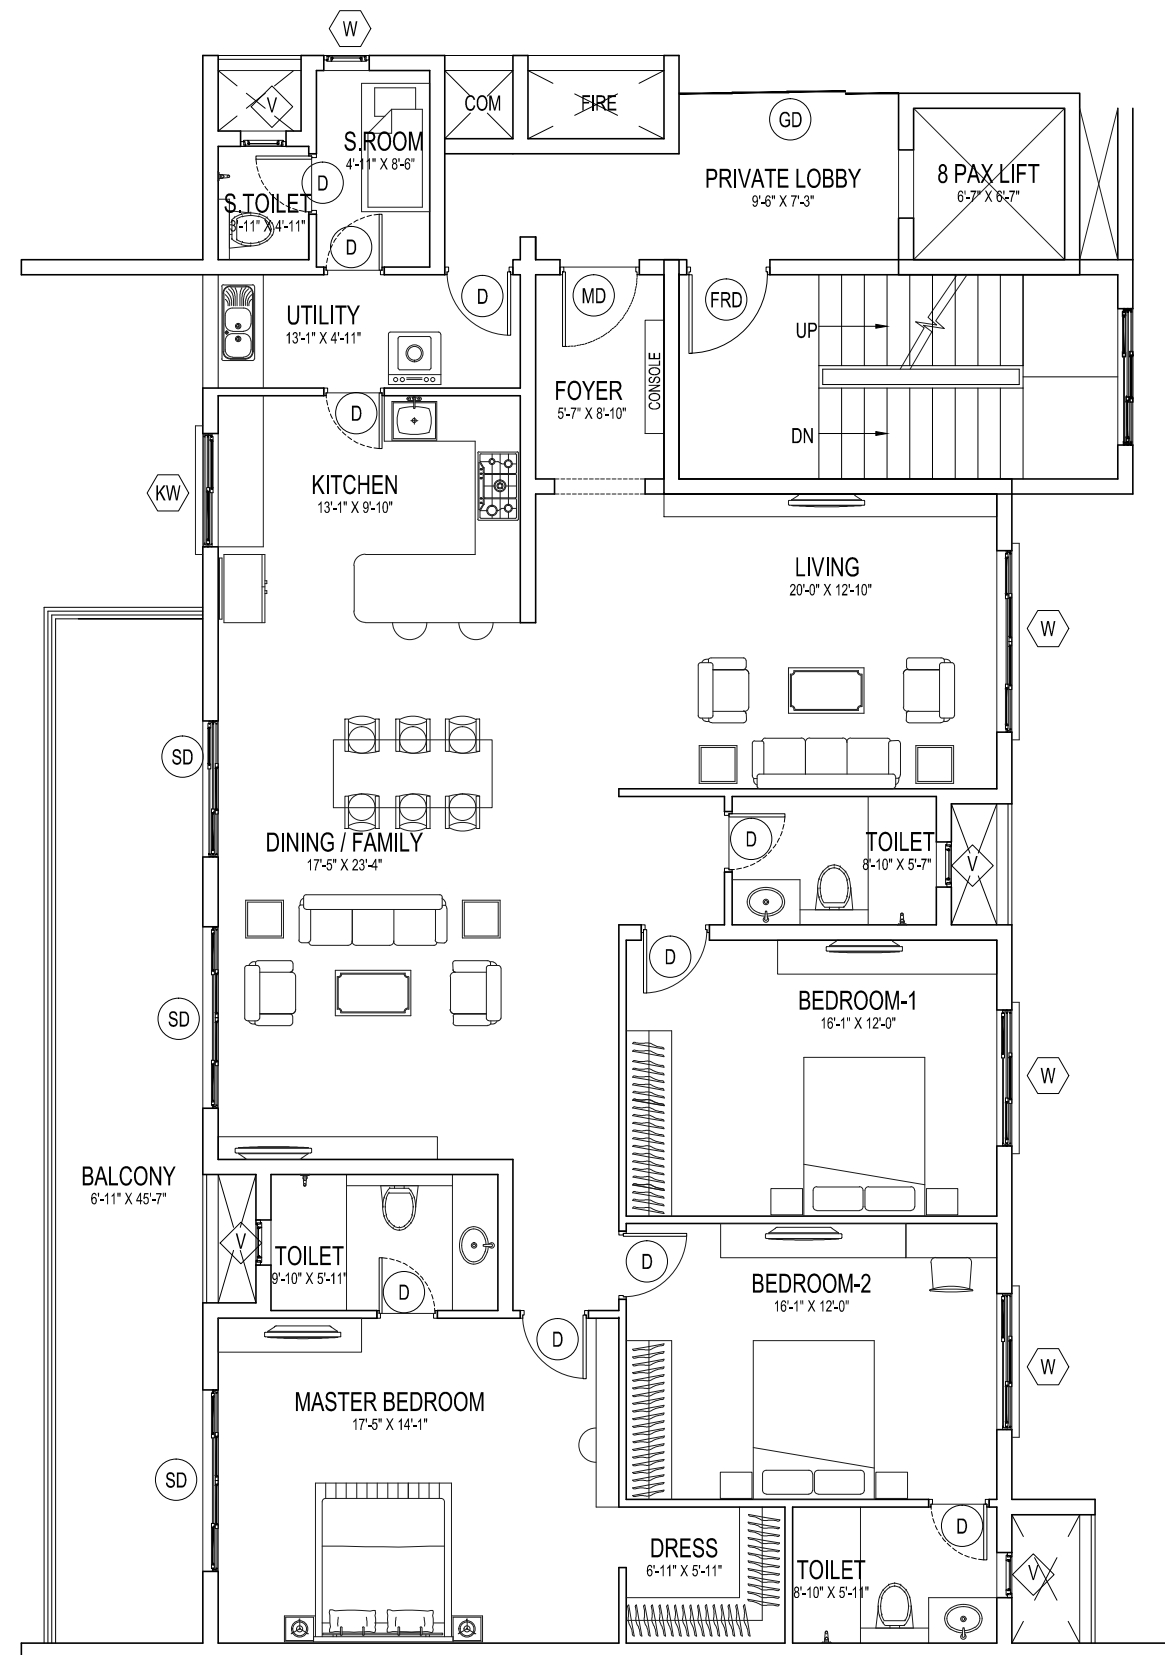 W
V
COM
FIRE
GD
S.ROOM
4'-11" X 8'-6"
D
PRIVATE LOBBY
9'-6" X 7'-3"
8 PAX LIFT
6'-7" X 6'-7"
S.TOILET
3'-11" X 4'-11"
D
D
MD
FRD
UTILITY
13'-1" X 4'-11"
UP
CONSOLE
FOYER
5'-7" X 8'-10"
D
DN
KW
KITCHEN
13'-1" X 9'-10"
LIVING
20'-0" X 12'-10"
W
SD
DINING / FAMILY
17'-5" X 23'-4"
D
TOILET
8'-10" X 5'-7"
V
D
SD
BEDROOM-1
16'-1" X 12'-0"
W
BALCONY
6'-11" X 45'-7"
V
TOILET
9'-10" X 5'-11"
D
D
BEDROOM-2
16'-1" X 12'-0"
D
W
MASTER BEDROOM
17'-5" X 14'-1"
SD
D
DRESS
6'-11" X 5'-11"
TOILET
8'-10" X 5'-11"
V